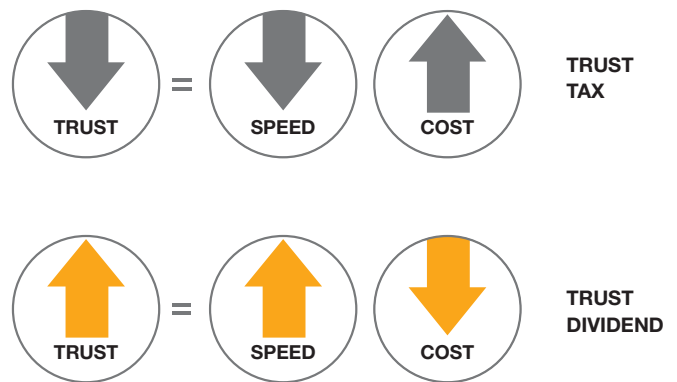 TRUST = SPEED COST
TRUST
TAX
TRUST = SPEED COST
TRUST
DIVIDEND